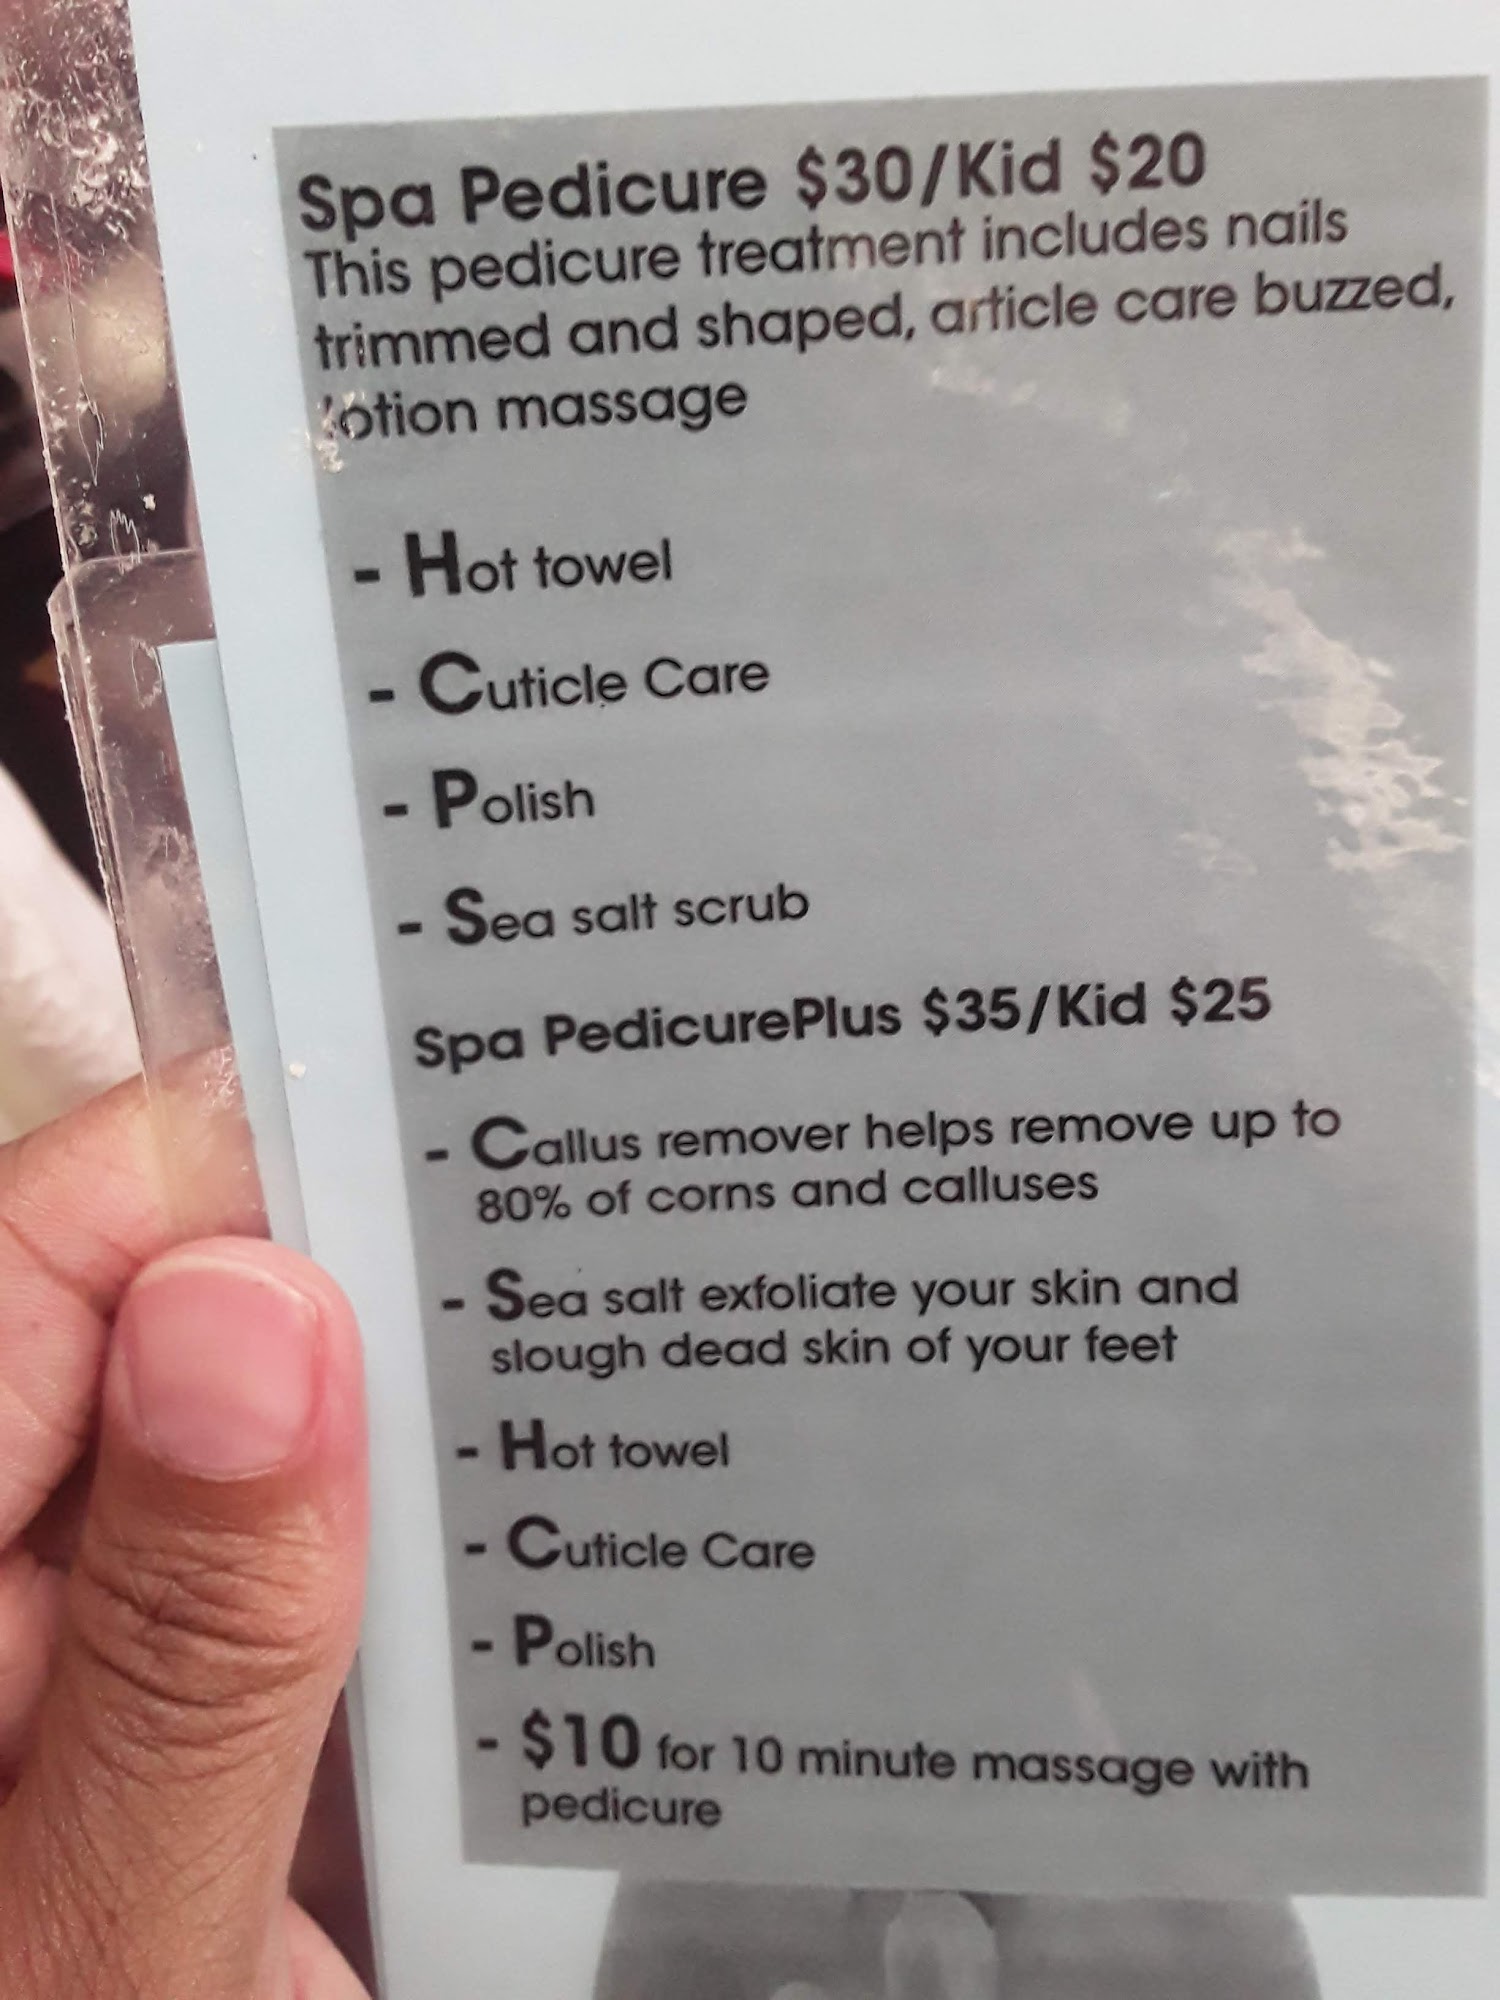 Spa Pedicure $30/Kid $20
This pedicure treatment includes nails
trimmed and shaped, article care buzzed,
lotion massage
- Hot towel
- Cuticle Care
- Polish
- Sea salt scrub
Spa PedicurePlus $35/Kid $25
- Callus remover helps remove up to
80% of corns and calluses
- Sea salt exfoliate your skin and
slough dead skin of your feet
- Hot towel
- Cuticle Care
- Polish
- $10 for 10 minute massage with
pedicure